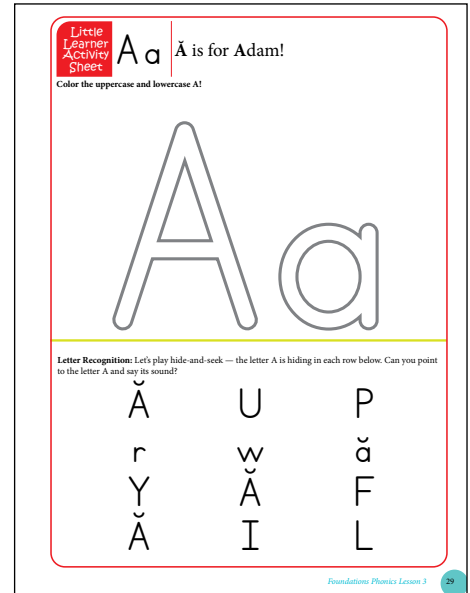 Little
Learner
Activity
Sheet
A a
Ă is for Adam!
Color the uppercase and lowercase A!
Aa
Letter Recognition: Let's play hide-and-seek — the letter A is hiding in each row below. Can you point
to the letter A and say its sound?
Ă U P
r w ă
Y Ă F
Ă I L
Foundations Phonics Lesson 3 29